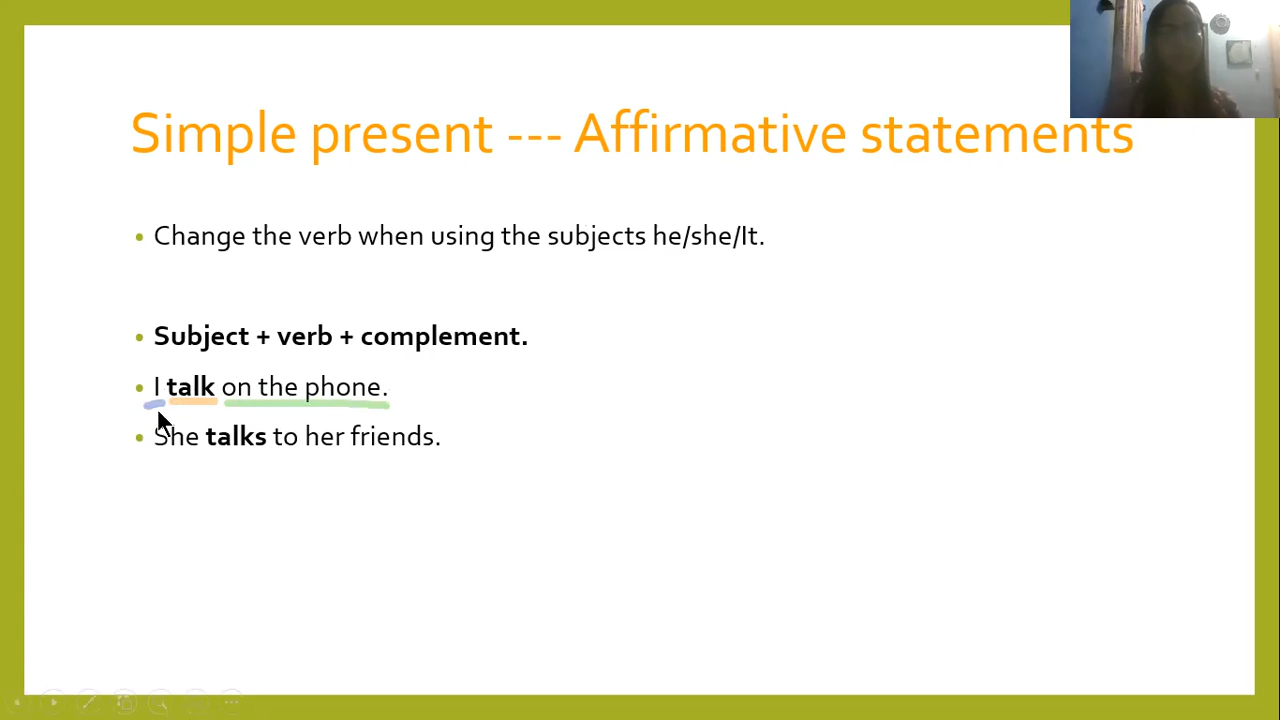 Simple present --- Affirmative statements
Change the verb when using the subjects he/she/It.
Subject + verb + complement.
I talk on the phone.
She talks to her friends.